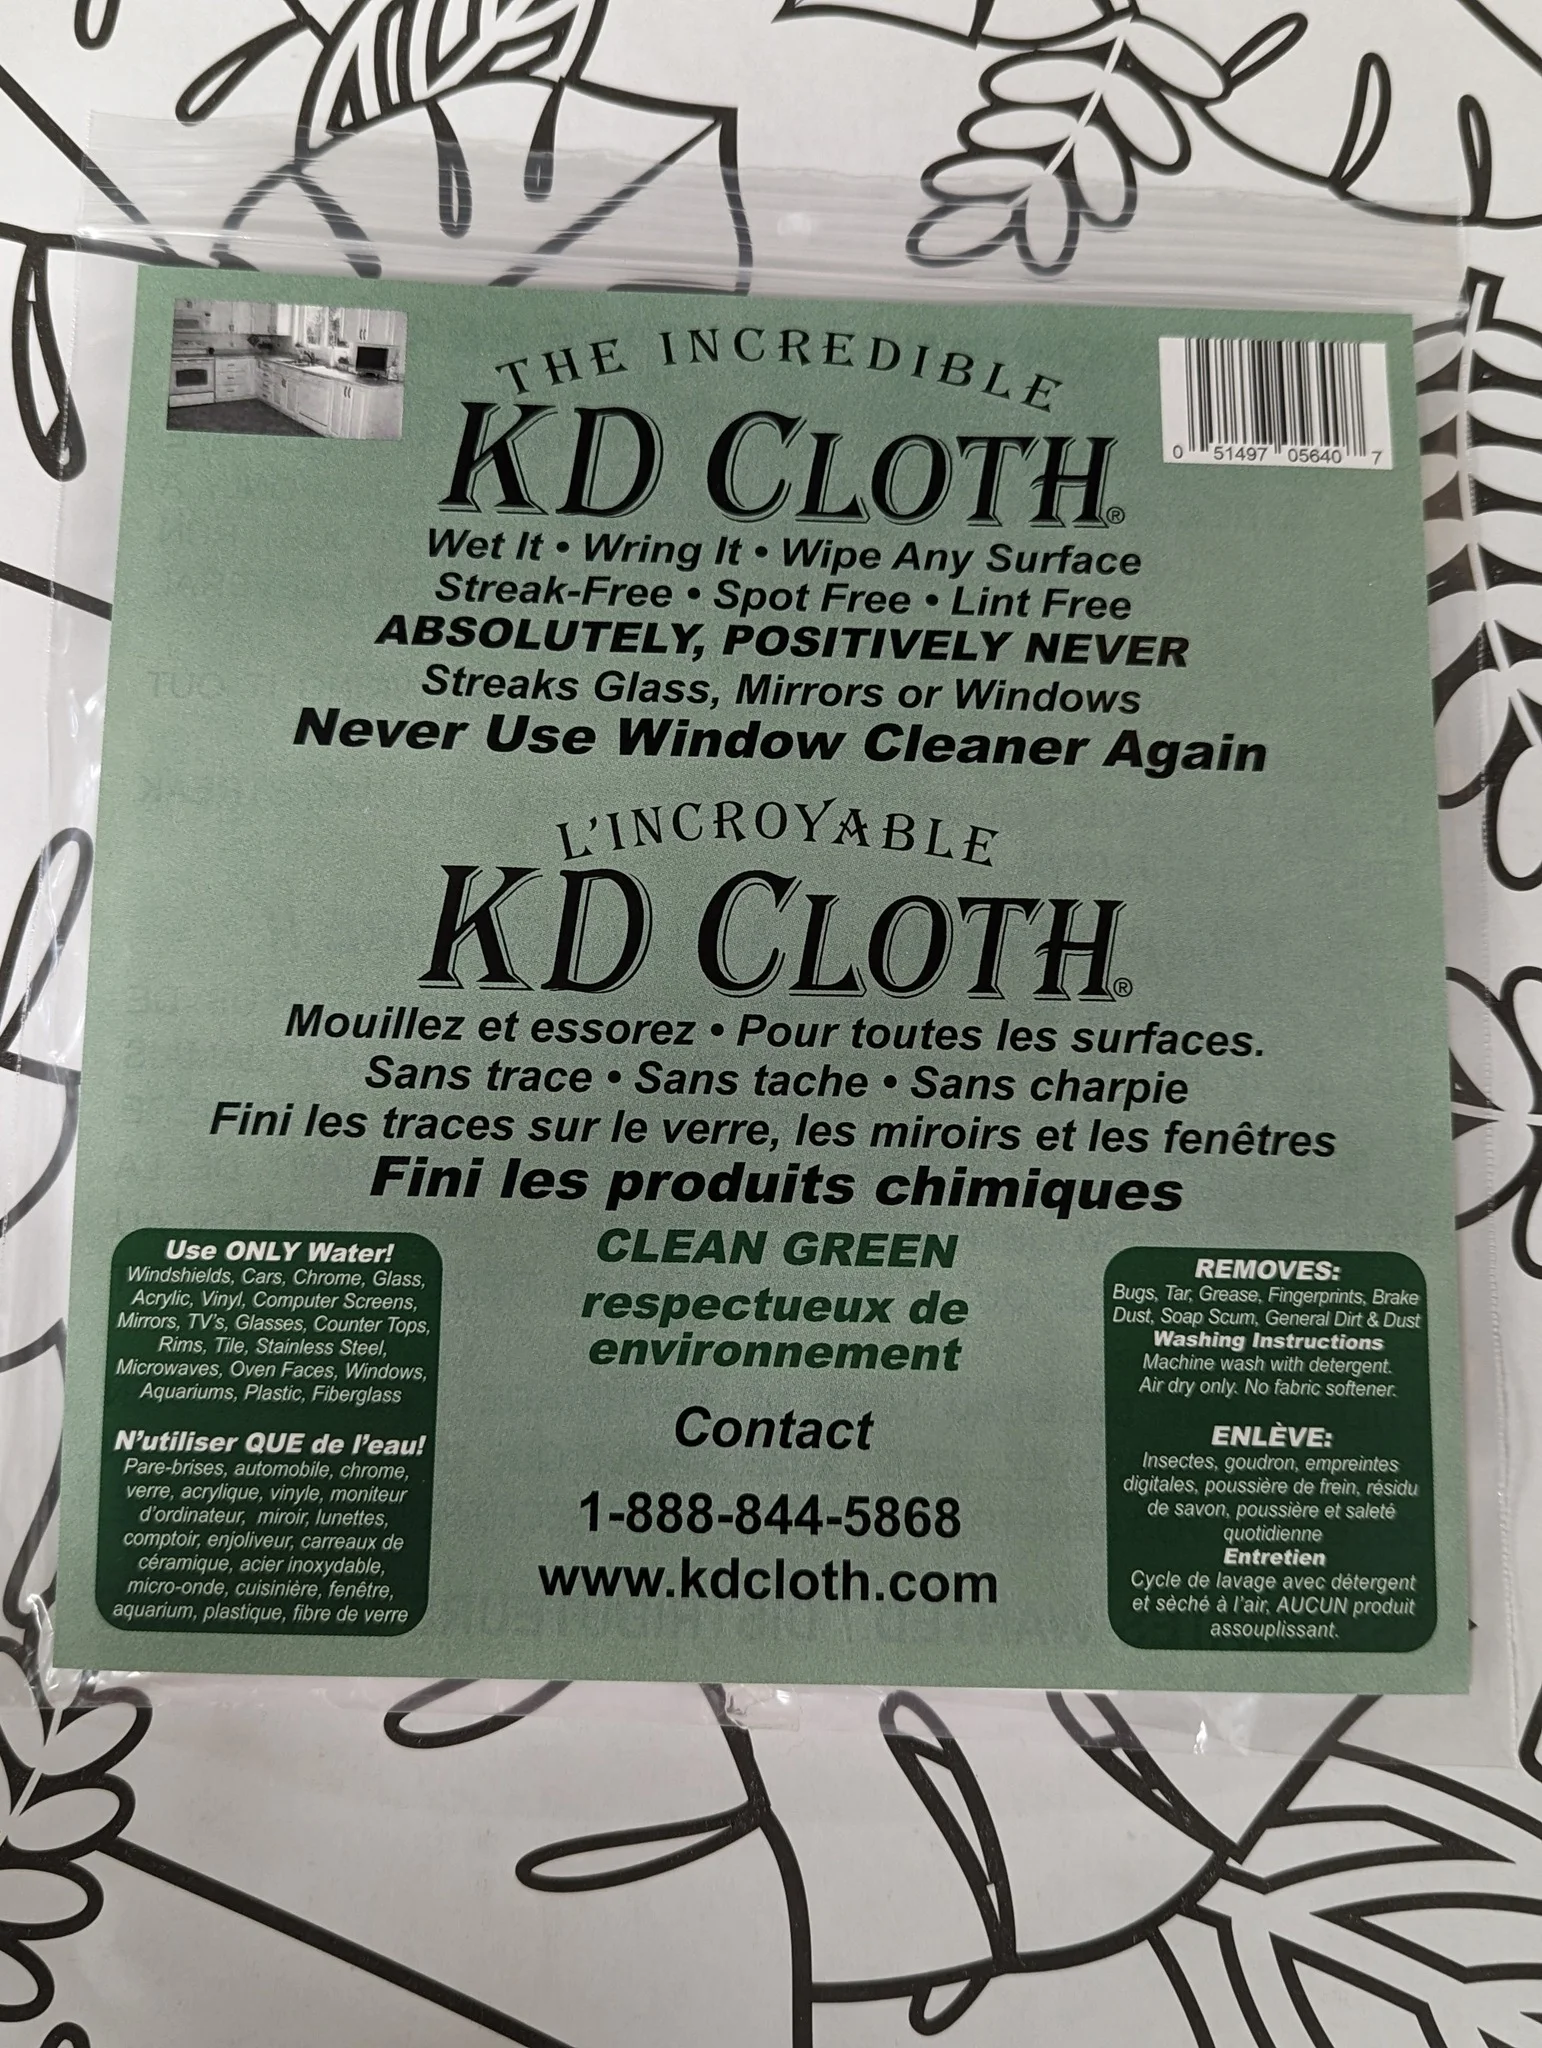 THE INCREDIBLE
KD CLOTH®
Wet It • Wring It • Wipe Any Surface
Streak-Free • Spot Free • Lint Free
ABSOLUTELY, POSITIVELY NEVER
Streaks Glass, Mirrors or Windows
Never Use Window Cleaner Again
0 51497 05640 7
L'INCROYABLE
KD CLOTH®
Mouillez et essorez • Pour toutes les surfaces.
Sans trace • Sans tache • Sans charpie
Fini les traces sur le verre, les miroirs et les fenêtres
Fini les produits chimiques
CLEAN GREEN
respectueux de
environnement
Contact
1-888-844-5868
www.kdcloth.com
Use ONLY Water!
Windshields, Cars, Chrome, Glass,
Acrylic, Vinyl, Computer Screens,
Mirrors, TV's, Glasses, Counter Tops,
Rims, Tile, Stainless Steel,
Microwaves, Oven Faces, Windows,
Aquariums, Plastic, Fiberglass
N'utiliser QUE de l'eau!
Pare-brises, automobile, chrome,
verre, acrylique, vinyle, moniteur
d'ordinateur, miroir, lunettes,
comptoir, enjoliveur, carreaux de
céramique, acier inoxydable,
micro-onde, cuisinière, fenêtre,
aquarium, plastique, fibre de verre
REMOVES:
Bugs, Tar, Grease, Fingerprints, Brake
Dust, Soap Scum, General Dirt & Dust
Washing Instructions
Machine wash with detergent.
Air dry only. No fabric softener.
ENLÈVE:
Insectes, goudron, empreintes
digitales, poussière de frein, résidu
de savon, poussière et saleté
quotidienne
Entretien
Cycle de lavage avec détergent
et sèché à l'air, AUCUN produit
assouplissant.